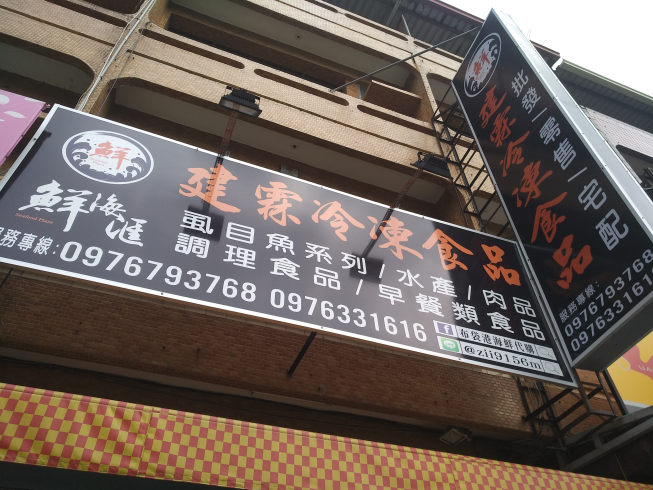 鮮
鮮海匯
Seafood Place
建霖冷凍食品
虱目魚系列/水產/肉品
調理食品/早餐類食品
服務專線:0976793768 0976331616
布袋港海鮮代購
@zii9156m
鮮
批發|零售|宅配
建霖冷凍食品
服務專線:
0976793768
0976331616